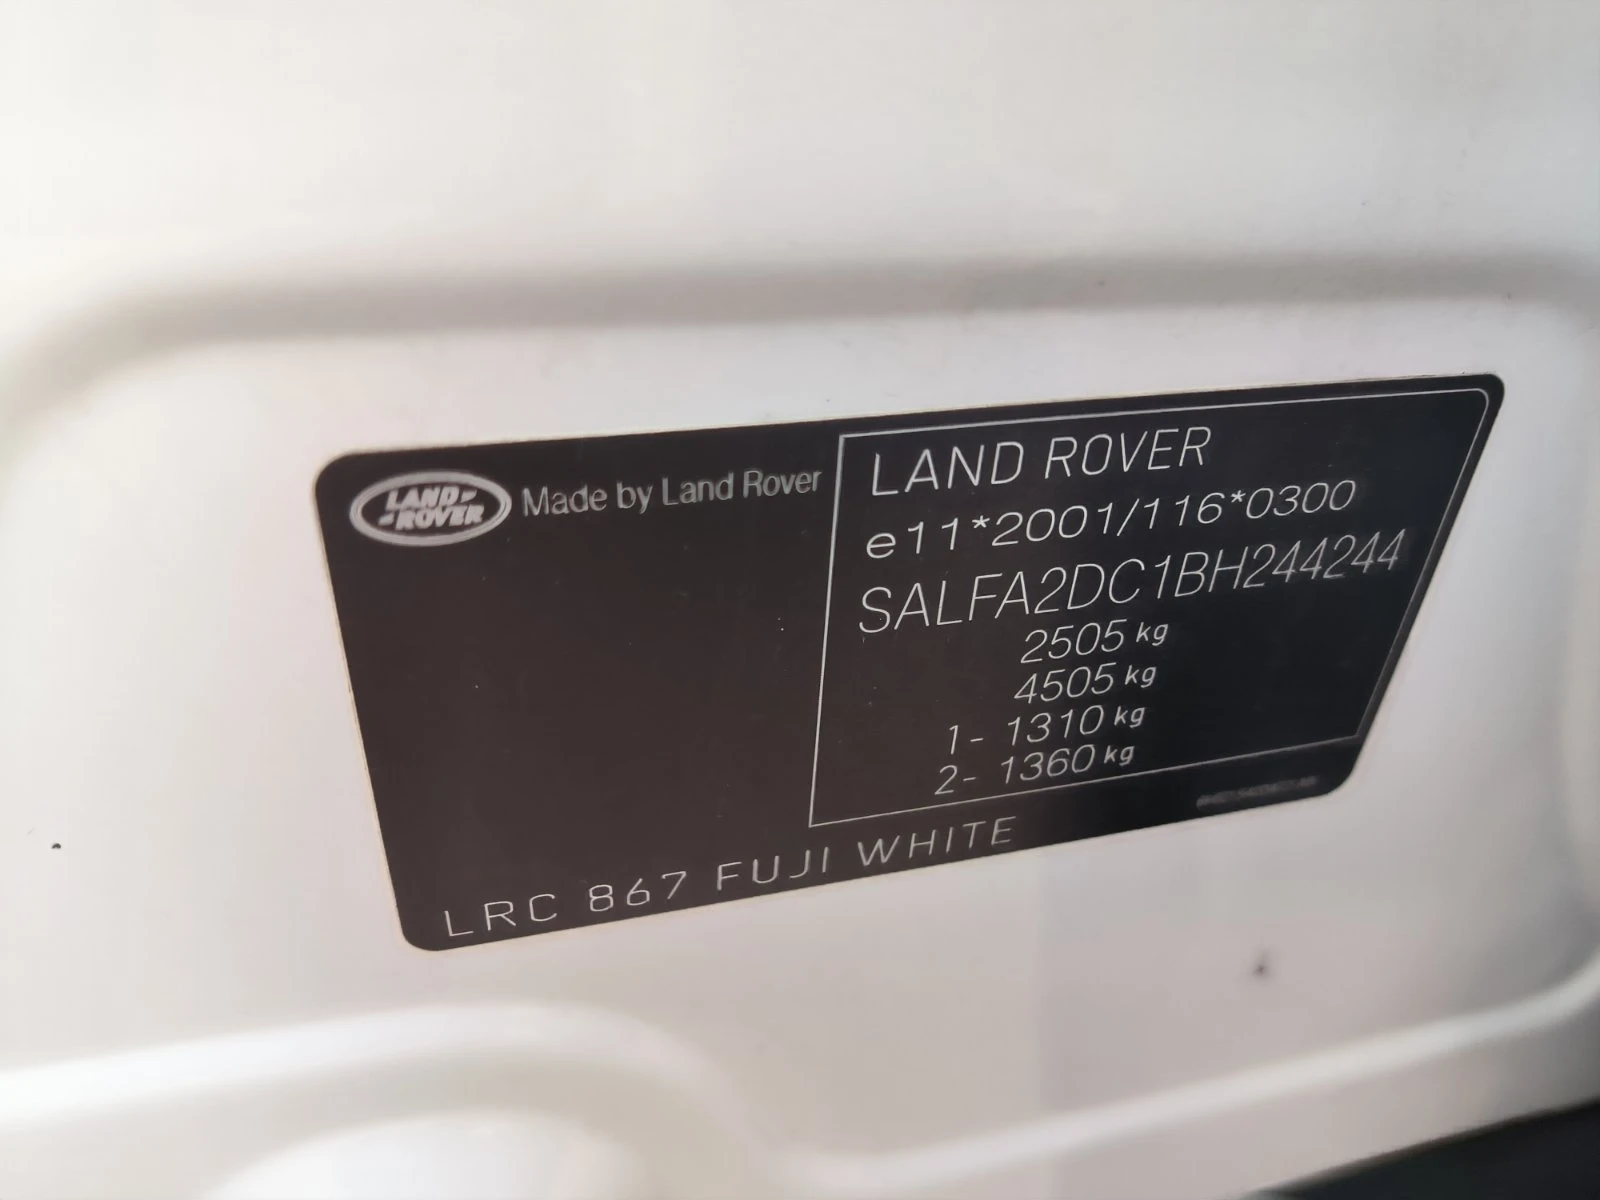 LAND ROVER
Made by Land Rover
LAND ROVER
e11*2001/116*0300
SALFA2DC1BH244244
2505 kg
4505 kg
1- 1310 kg
2- 1360 kg
LRC 867 FUJI WHITE